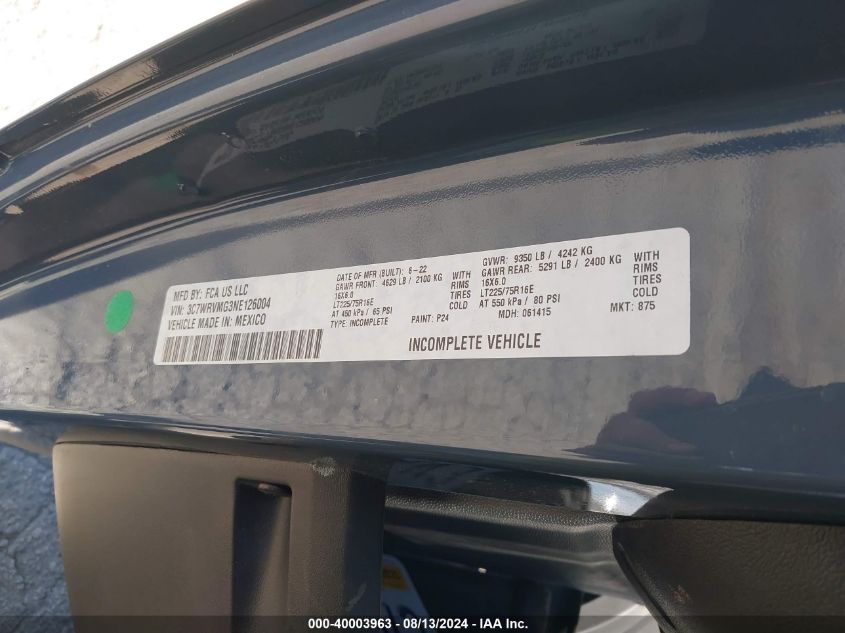 MFD BY: FCA US LLC
VIN: 3C7WRVMG3NE126004
VEHICLE MADE IN: MEXICO
DATE OF MFR (BUILT): 6-22
GAWR FRONT: 4629 LB / 2100 KG WITH
16X6.0 RIMS
LT225/75R16E TIRES
AT 450 kPa / 65 PSI COLD
TYPE: INCOMPLETE PAINT: P24
GVWR: 9350 LB / 4242 KG
GAWR REAR: 5291 LB / 2400 KG WITH
16X6.0 RIMS
LT225/75R16E TIRES
AT 550 kPa / 80 PSI COLD
MDH: 061415 MKT: 875
INCOMPLETE VEHICLE
000-40003963 - 08/13/2024 - IAA Inc.